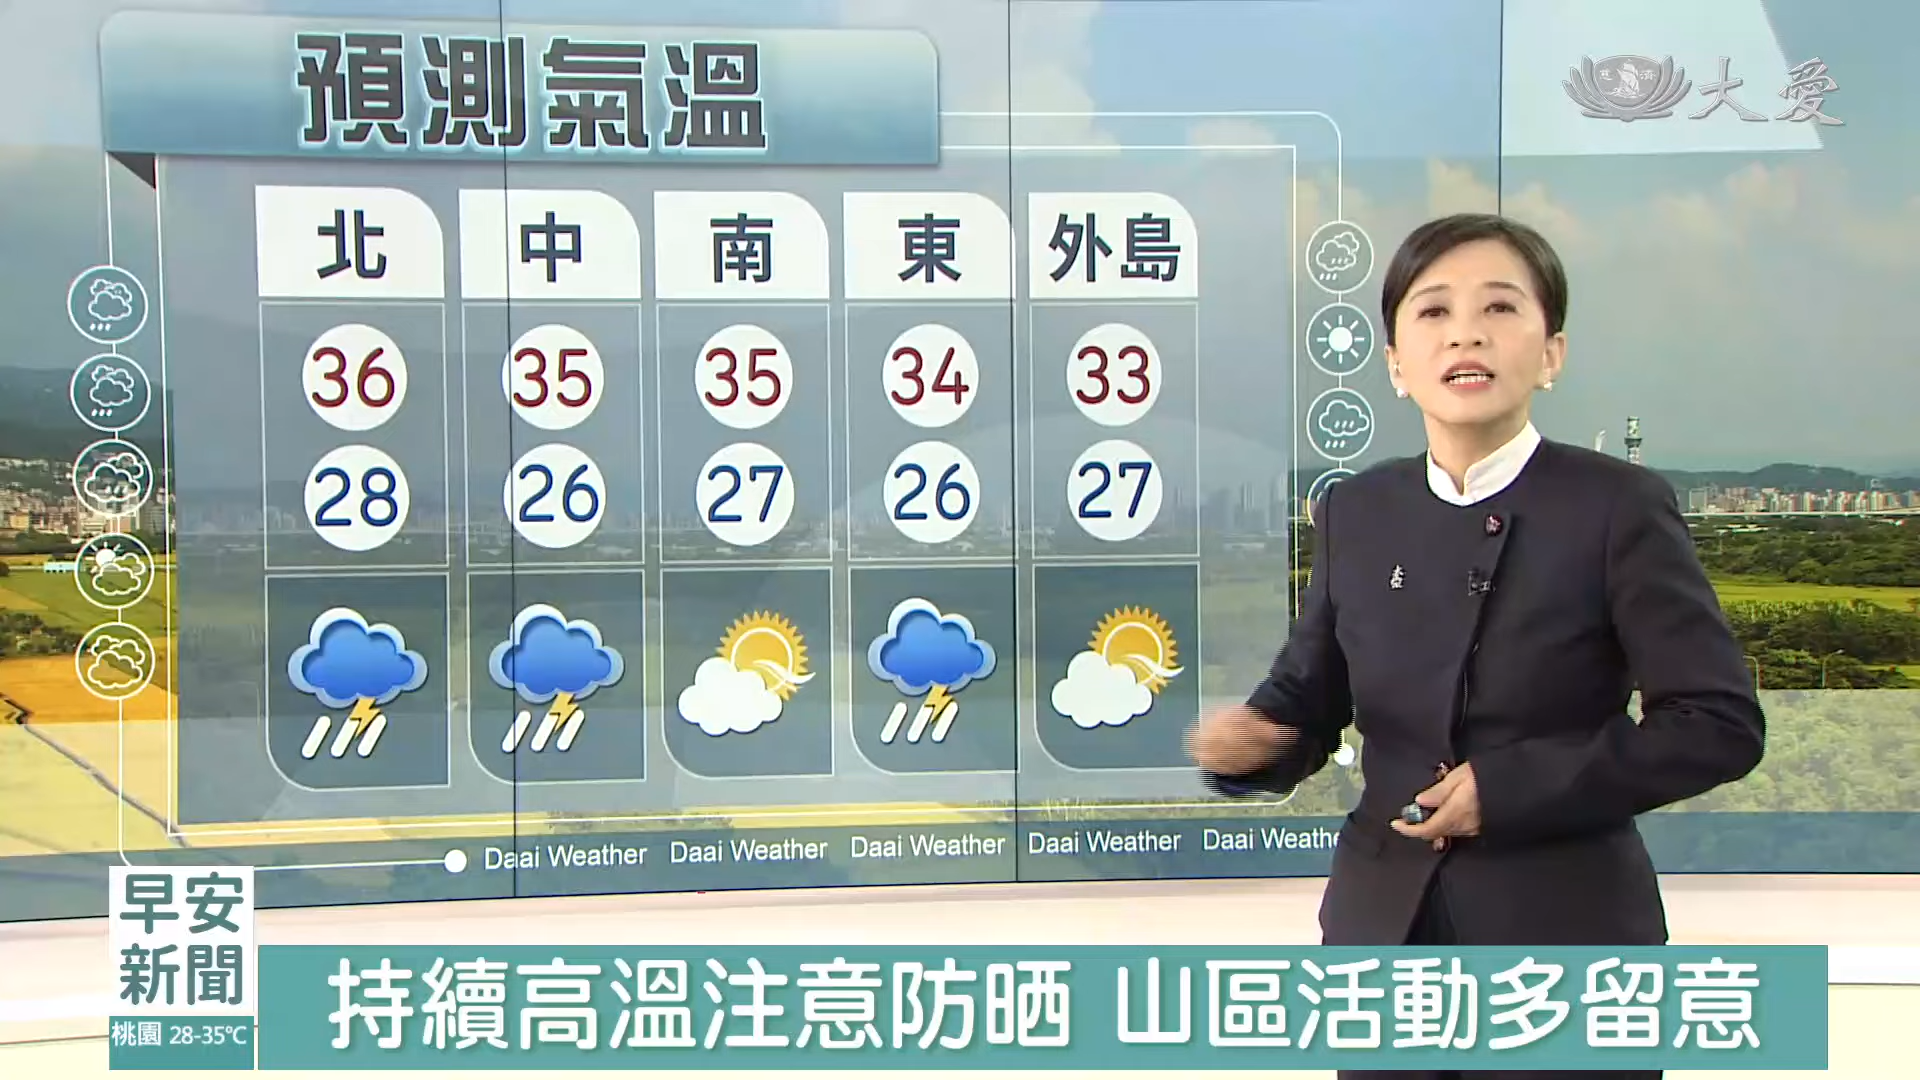 預測氣溫
慈濟
大愛
北 中 南 東 外島
36 35 35 34 33
28 26 27 26 27
Daai Weather Daai Weather Daai Weather Daai Weather Daai Weathe
早安
新聞
桃園 28-35℃
持續高溫注意防晒 山區活動多留意